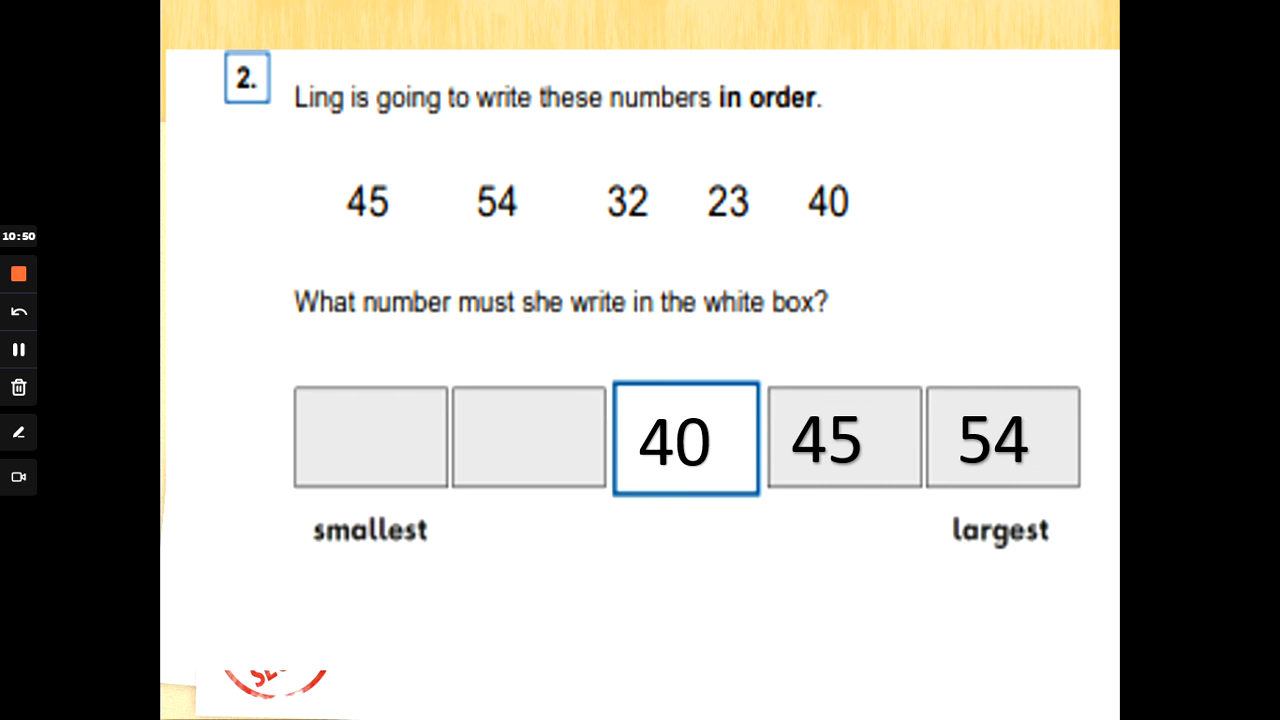 2.
Ling is going to write these numbers in order.
45 54 32 23 40
10:50
What number must she write in the white box?
40 45 54
smallest largest